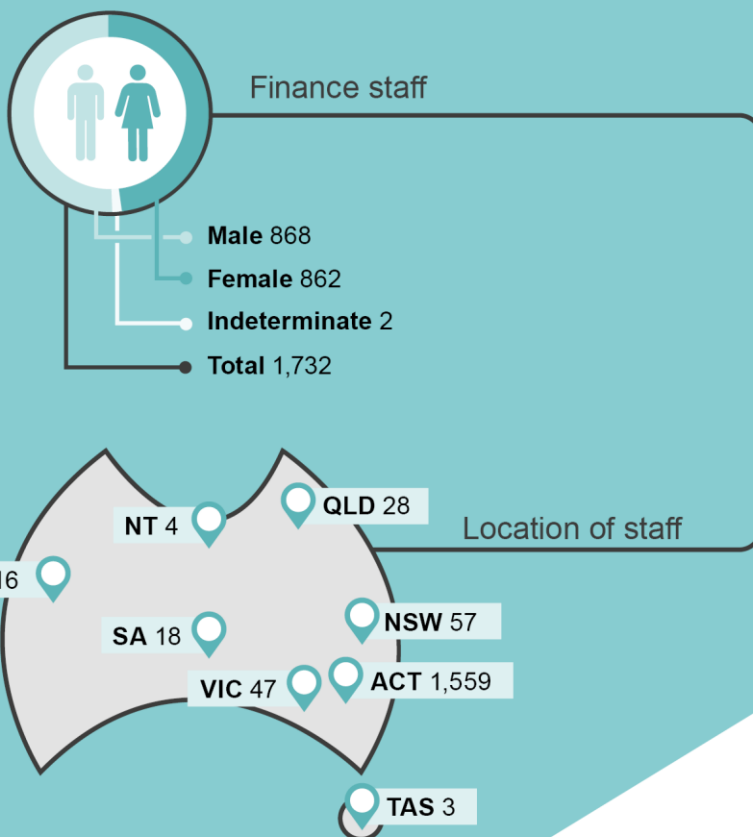 Finance staff
Male 868
Female 862
Indeterminate 2
Total 1,732
QLD 28
NT 4
Location of staff
16
NSW 57
SA 18
ACT 1,559
VIC 47
TAS 3